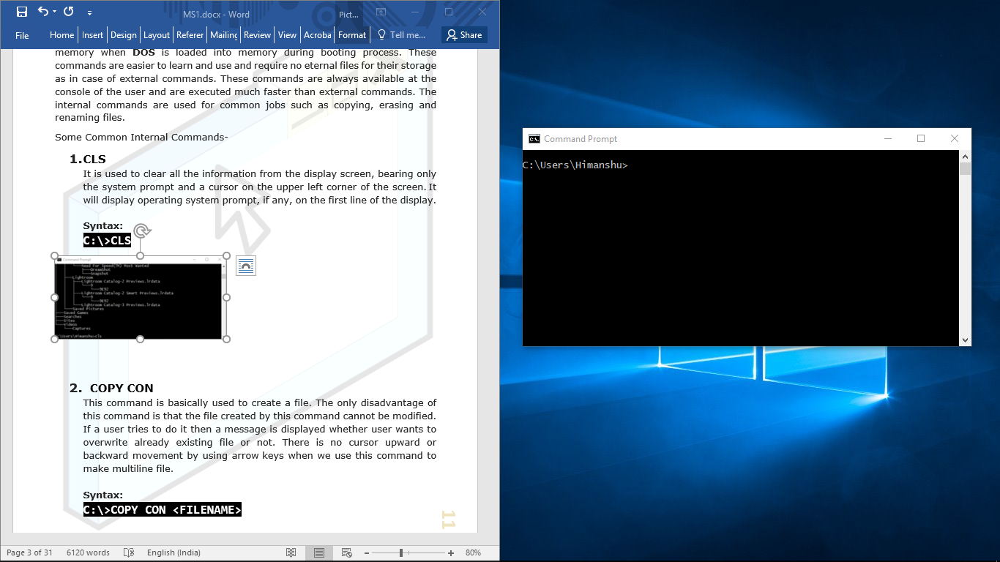 MS1.docx - Word
Pict...
File
Home
Insert
Design
Layout
Referer
Mailing
Review
View
Acroba
Format
Tell me...
Share
memory when DOS is loaded into memory during booting process. These
commands are easier to learn and use and require no eternal files for their storage
as in case of external commands. These commands are always available at the
console of the user and are executed much faster than external commands. The
internal commands are used for common jobs such as copying, erasing and
renaming files.
Some Common Internal Commands-
1. CLS
It is used to clear all the information from the display screen, bearing only
the system prompt and a cursor on the upper left corner of the screen. It
will display operating system prompt, if any, on the first line of the display.
Syntax:
C:\>CLS
Command Prompt
Need For Speed(TM) Most Wanted
DreamShot
Snapshot
Lightroom
Lightroom Catalog-2 Previews.lrdata
9
9E92
Lightroom Catalog-2 Smart Previews.lrdata
9
9E92
Lightroom Catalog-3 Previews.lrdata
Saved Pictures
Saved Games
Searches
Sites
Videos
Captures
C:\Users\Himanshu>cls
2. COPY CON
This command is basically used to create a file. The only disadvantage of
this command is that the file created by this command cannot be modified.
If a user tries to do it then a message is displayed whether user wants to
overwrite already existing file or not. There is no cursor upward or
backward movement by using arrow keys when we use this command to
make multiline file.
Syntax:
C:\>COPY CON <FILENAME>
11
Page 3 of 31
6120 words
English (India)
80%
Command Prompt
C:\Users\Himanshu>